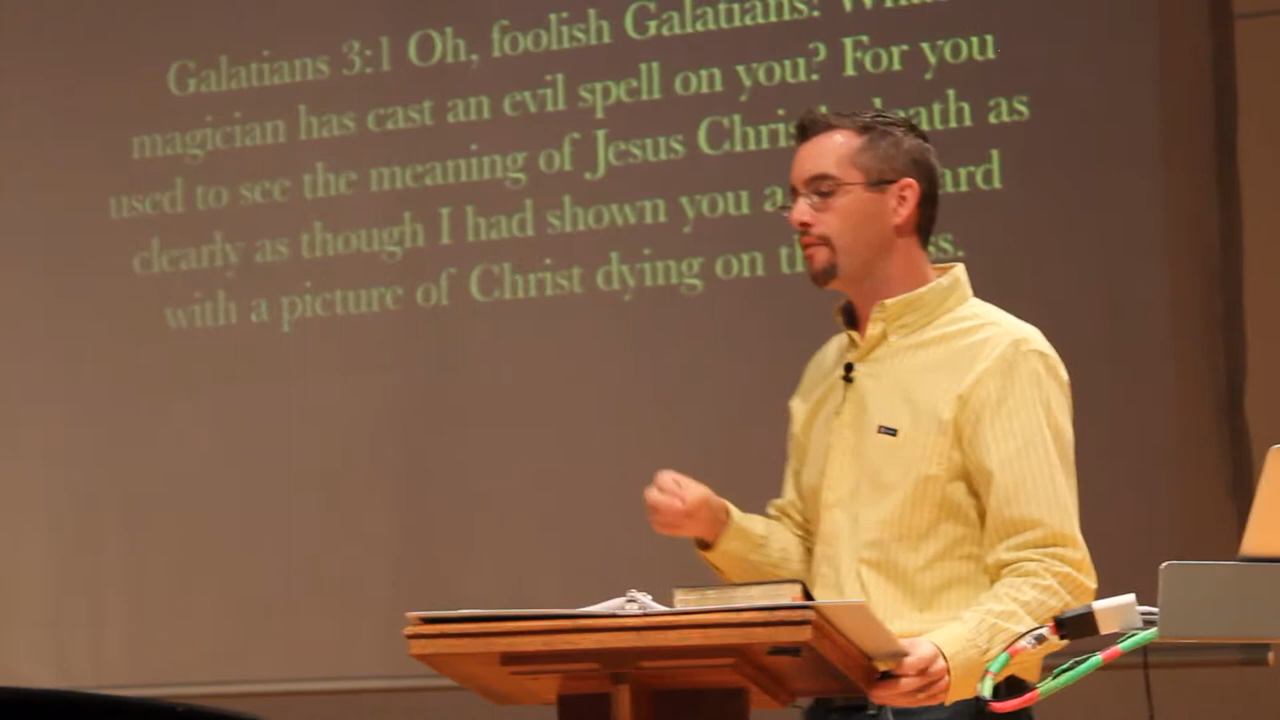 Galatians 3:1 Oh, foolish Galatians!
magician has cast an evil spell on you? For you
used to see the meaning of Jesus as
clearly as though I had shown you
with a picture of Christ dying on